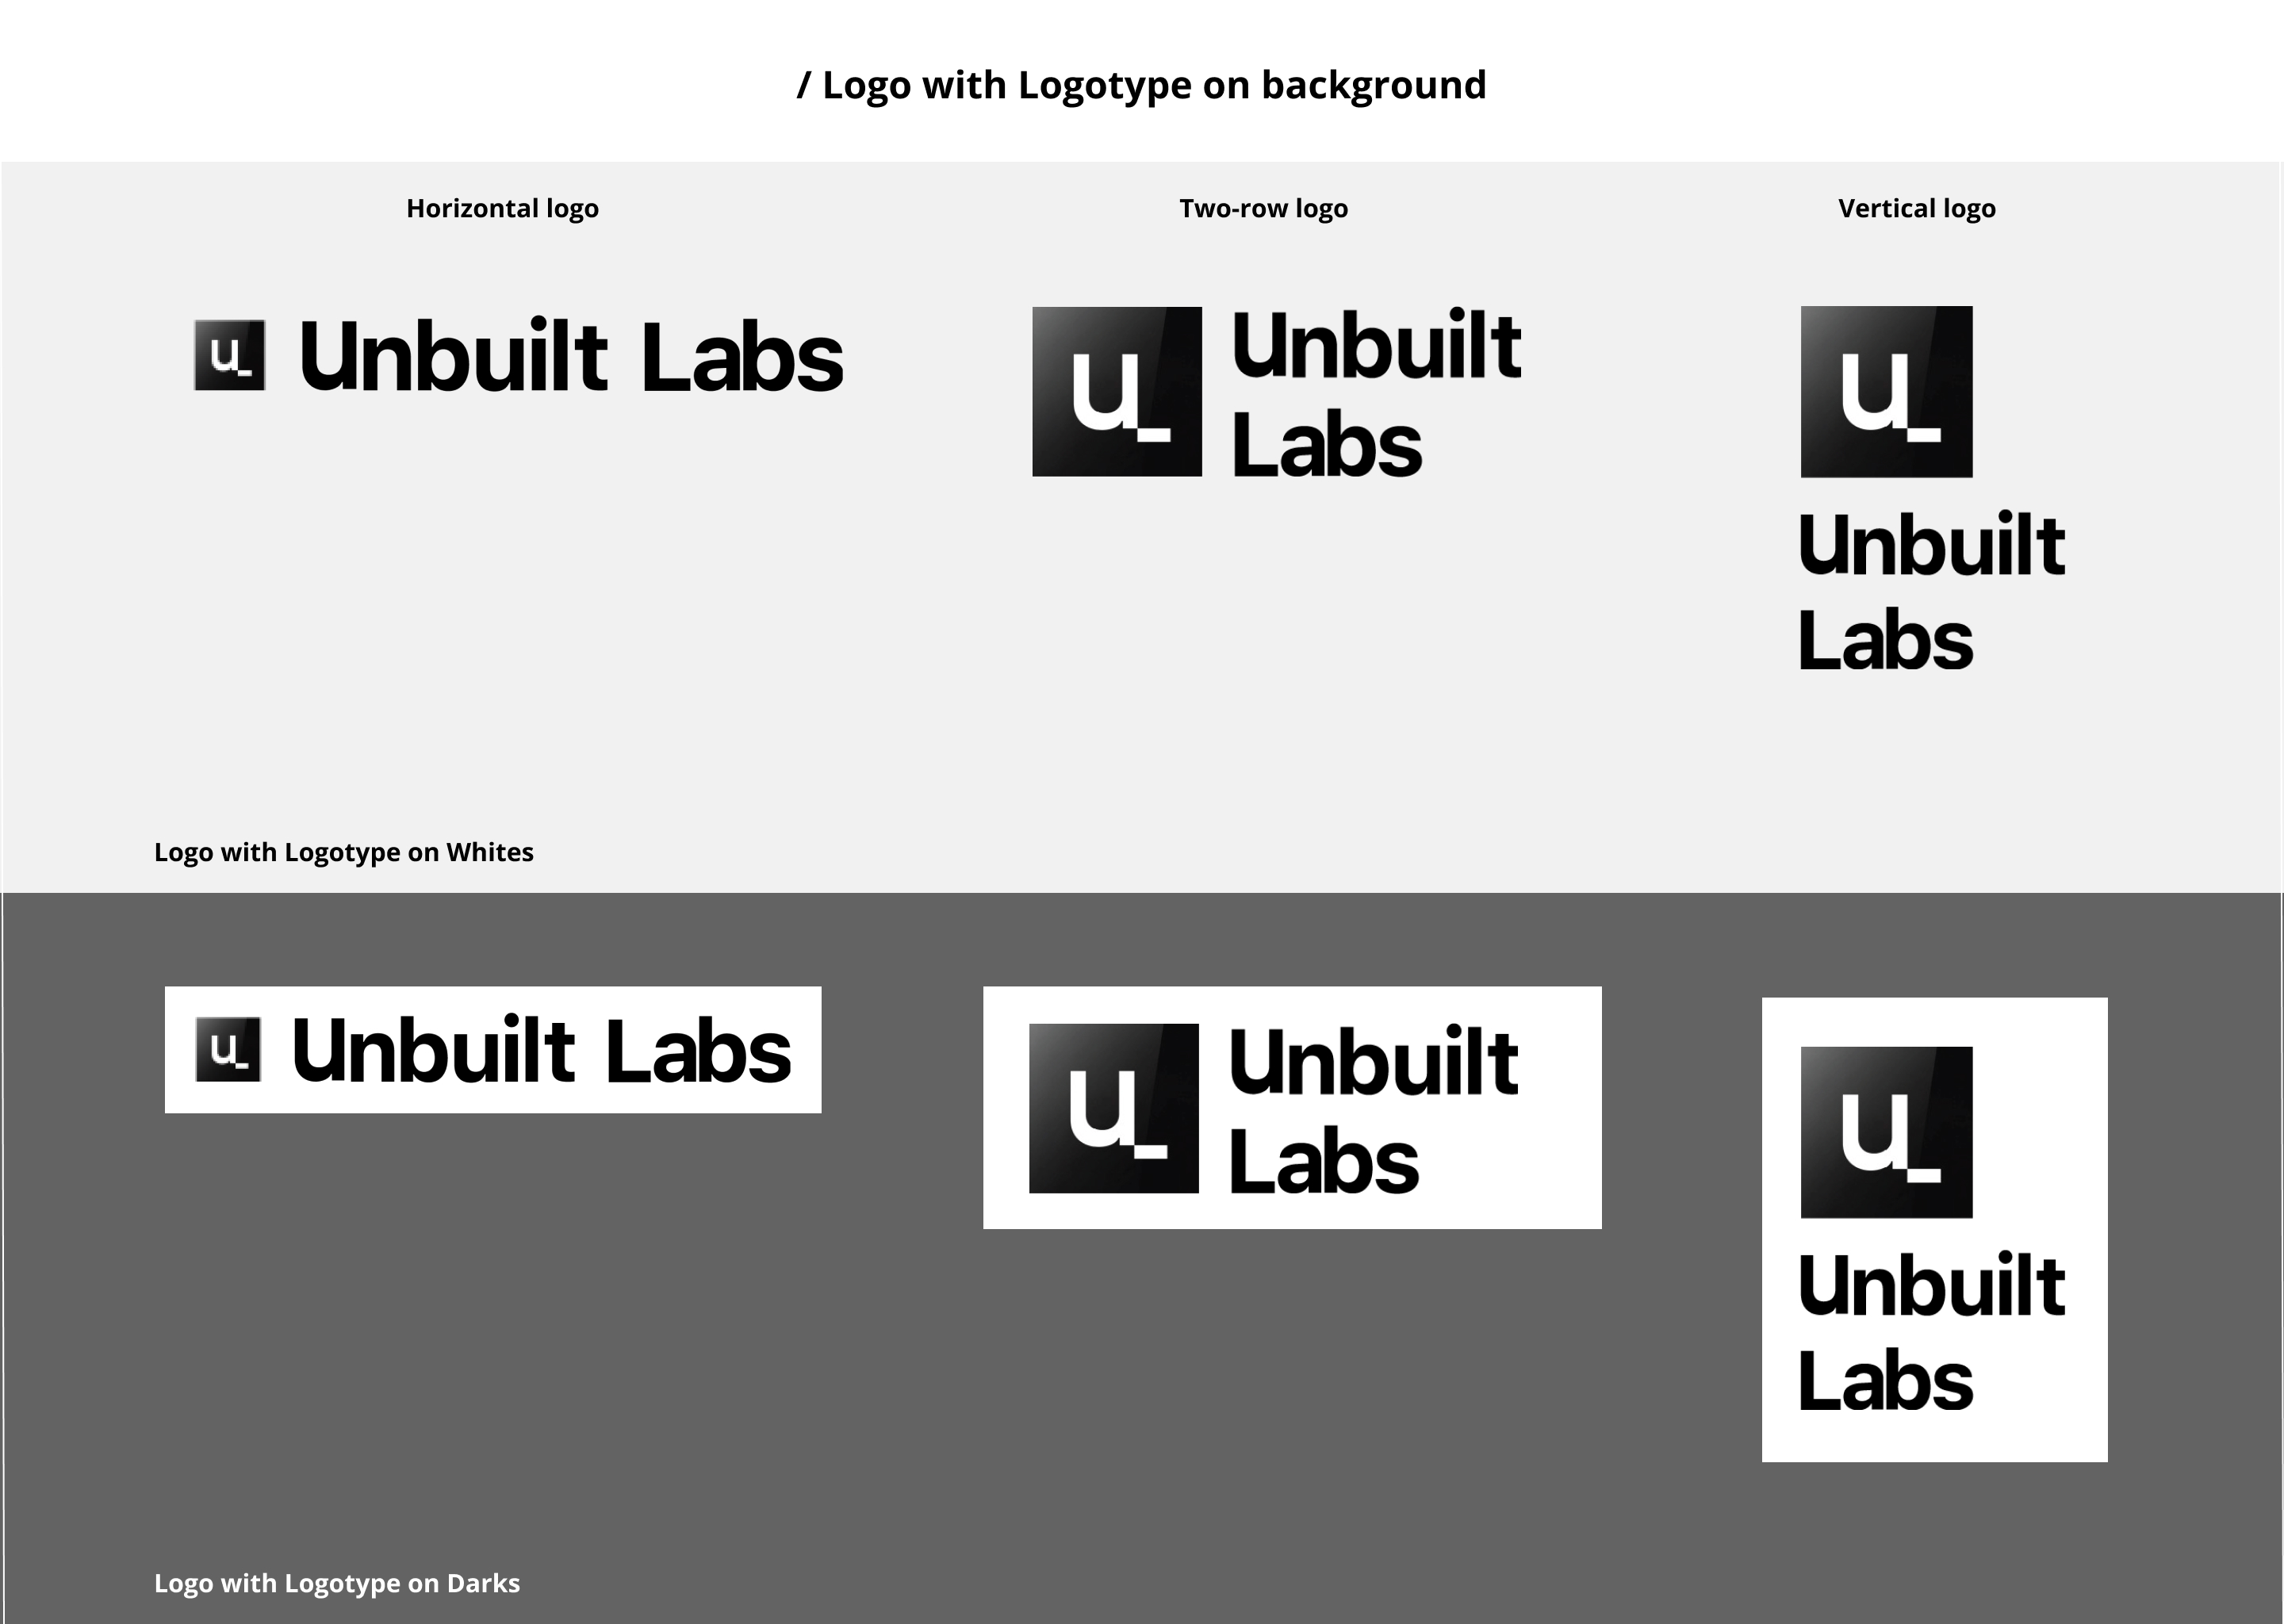 / Logo with Logotype on background
Horizontal logo
Two-row logo
Vertical logo
u_ Unbuilt Labs
u_
Unbuilt
Labs
u_
Unbuilt
Labs
Logo with Logotype on Whites
u_ Unbuilt Labs
u_
Unbuilt
Labs
u_
Unbuilt
Labs
Logo with Logotype on Darks